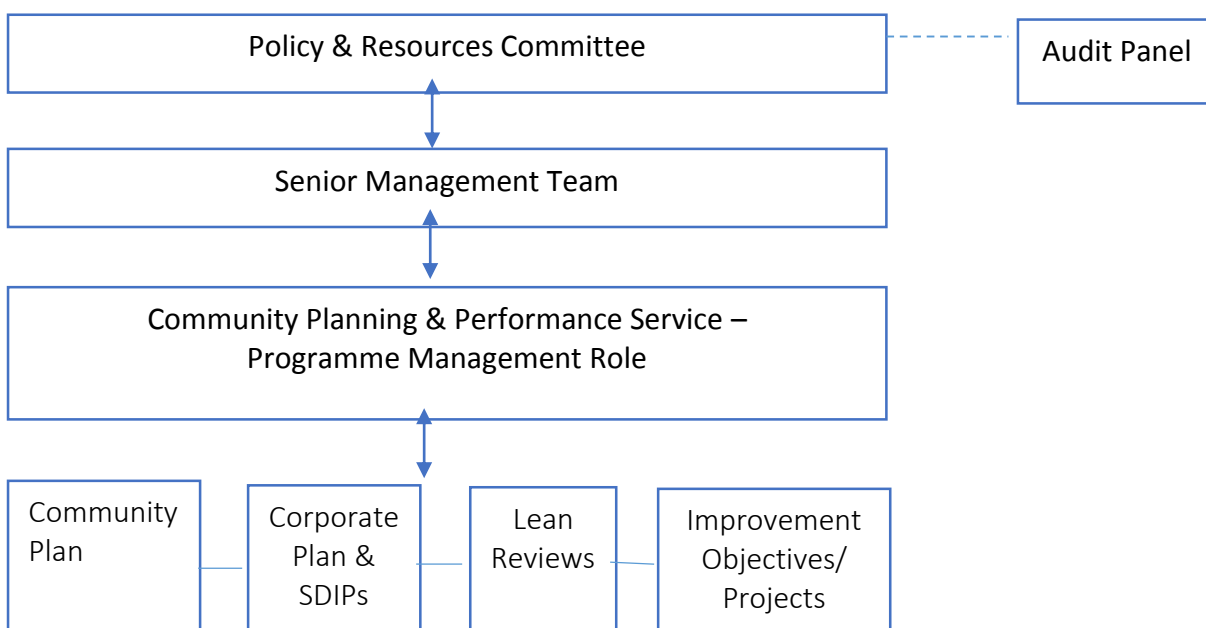 Policy & Resources Committee
Audit Panel
Senior Management Team
Community Planning & Performance Service –
Programme Management Role
Community
Plan
Corporate
Plan &
SDIPs
Lean
Reviews
Improvement
Objectives/
Projects